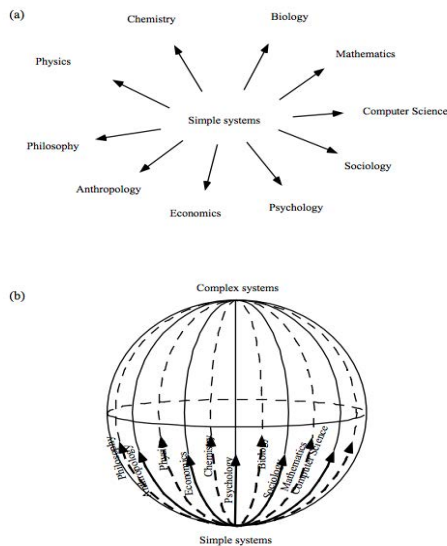 (a)
Chemistry
Biology
Physics
Mathematics
Simple systems
Computer Science
Philosophy
Sociology
Anthropology
Economics
Psychology
(b)
Complex systems
Philosophy
Anthropology
Physics
Economics
Chemistry
Psychology
Biology
Sociology
Mathematics
Computer Science
Simple systems